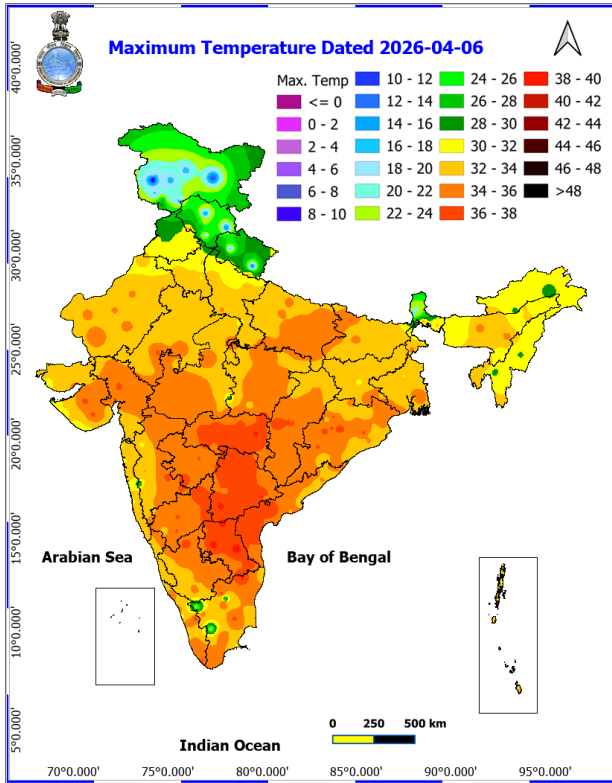 Maximum Temperature Dated 2026-04-06
Max. Temp
<= 0
0 - 2
2 - 4
4 - 6
6 - 8
8 - 10
10 - 12
12 - 14
14 - 16
16 - 18
18 - 20
20 - 22
22 - 24
24 - 26
26 - 28
28 - 30
30 - 32
32 - 34
34 - 36
36 - 38
38 - 40
40 - 42
42 - 44
44 - 46
46 - 48
>48
40°0.000'
35°0.000'
30°0.000'
25°0.000'
20°0.000'
15°0.000'
10°0.000'
5°0.000'
Arabian Sea
Bay of Bengal
Indian Ocean
0 250 500 km
70°0.000' 75°0.000' 80°0.000' 85°0.000' 90°0.000' 95°0.000'